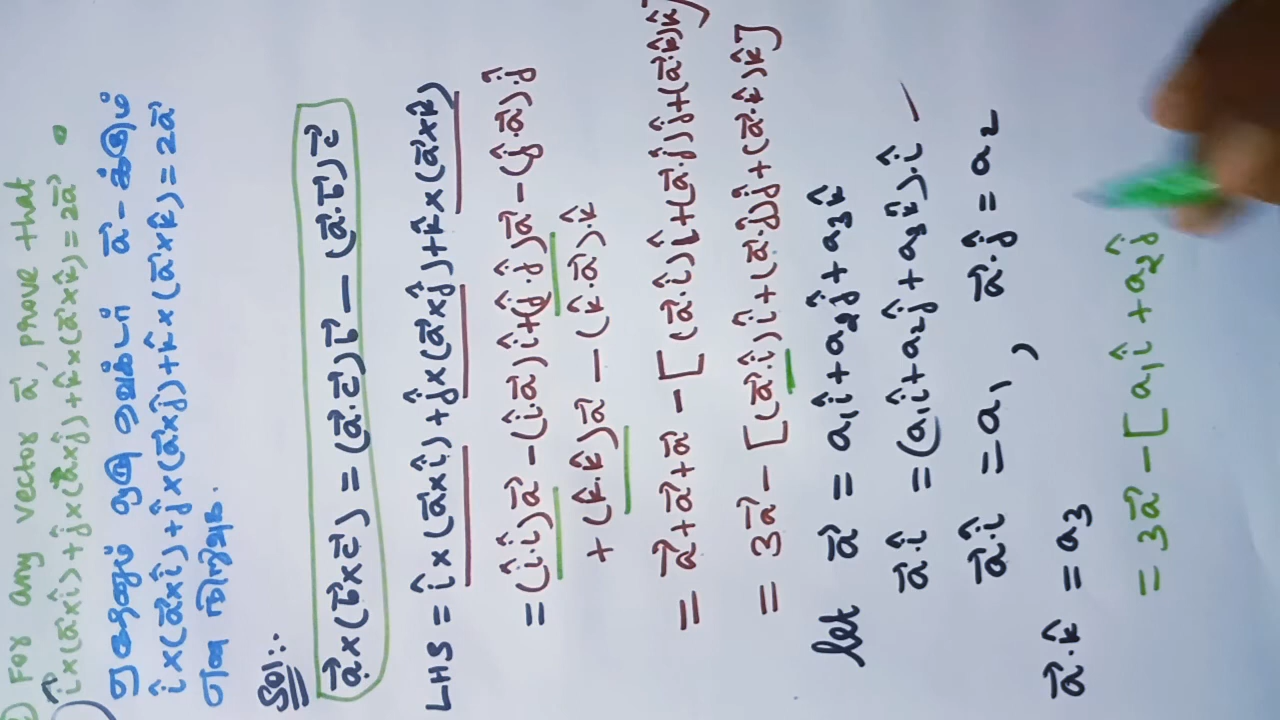 For any vector a⃗, prove that
î×(a⃗×î)+ĵ×(a⃗×ĵ)+k̂×(a⃗×k̂)=2a⃗
ஏதேனும் ஒரு வெக்டர் a⃗-க்கும்
î×(a⃗×î)+ĵ×(a⃗×ĵ)+k̂×(a⃗×k̂)=2a⃗
என நிறுவுக.
Sol:-
a⃗×(b⃗×c⃗)=(a⃗.c⃗)b⃗−(a⃗.b⃗)c⃗
LHS = î×(a⃗×î)+ĵ×(a⃗×ĵ)+k̂×(a⃗×k̂)
=(î.î)a⃗−(î.a⃗)î+(ĵ.ĵ)a⃗−(ĵ.a⃗).ĵ
+(k̂.k̂)a⃗−(k̂.a⃗).k̂
= a⃗+a⃗+a⃗−[(a⃗.î)î+(a⃗.ĵ)ĵ+(a⃗.k̂)k̂]
= 3a⃗−[(a⃗.î)î+(a⃗.ĵ)ĵ+(a⃗.k̂)k̂]
let a⃗ = a₁î+a₂ĵ+a₃k̂
a⃗.î =(a₁î+a₂ĵ+a₃k̂).î
a⃗.î =a₁, a⃗.ĵ=a₂
a⃗.k̂ =a₃
= 3a⃗−[a₁î+a₂ĵ